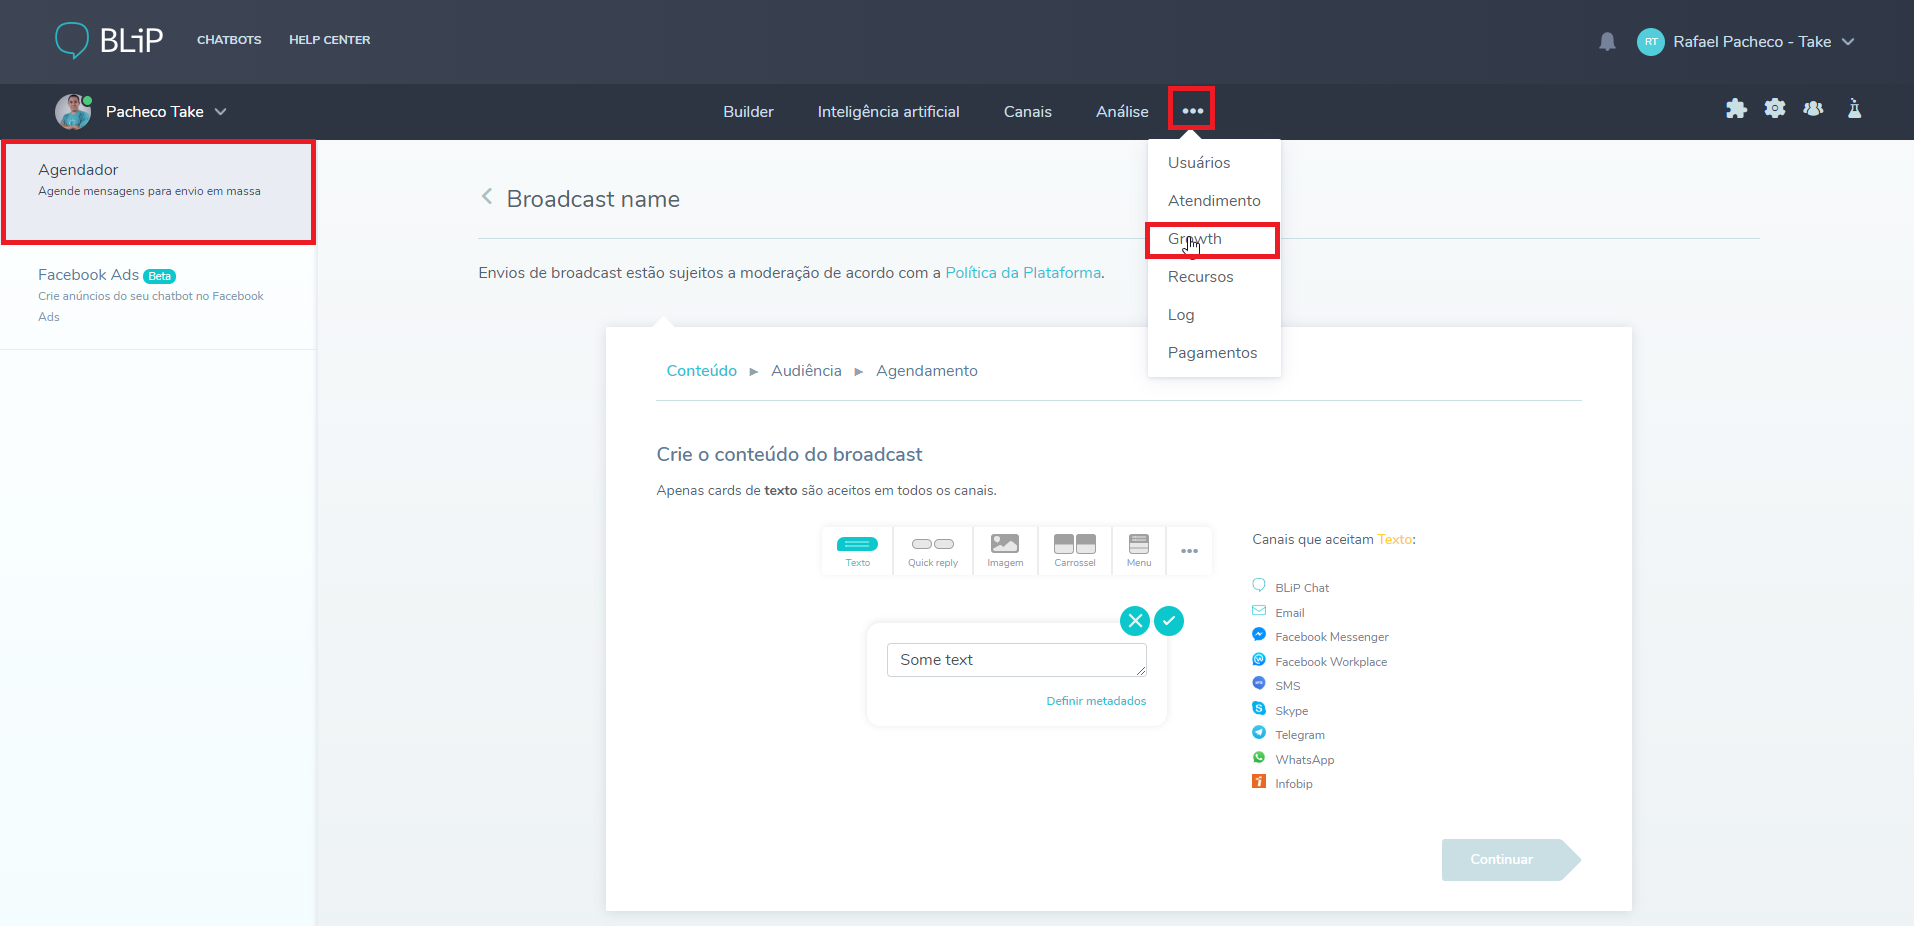 BLiP
CHATBOTS
HELP CENTER
RT
Rafael Pacheco - Take
Pacheco Take
Builder
Inteligência artificial
Canais
Análise
Usuários
Atendimento
Growth
Recursos
Log
Pagamentos
Agendador
Agende mensagens para envio em massa
Facebook Ads Beta
Crie anúncios do seu chatbot no Facebook
Ads
Broadcast name
Envios de broadcast estão sujeitos a moderação de acordo com a Política da Plataforma.
Conteúdo ▶ Audiência ▶ Agendamento
Crie o conteúdo do broadcast
Apenas cards de texto são aceitos em todos os canais.
Texto
Quick reply
Imagem
Carrossel
Menu
Some text
Definir metadados
Canais que aceitam Texto:
BLiP Chat
Email
Facebook Messenger
Facebook Workplace
SMS
Skype
Telegram
WhatsApp
Infobip
Continuar